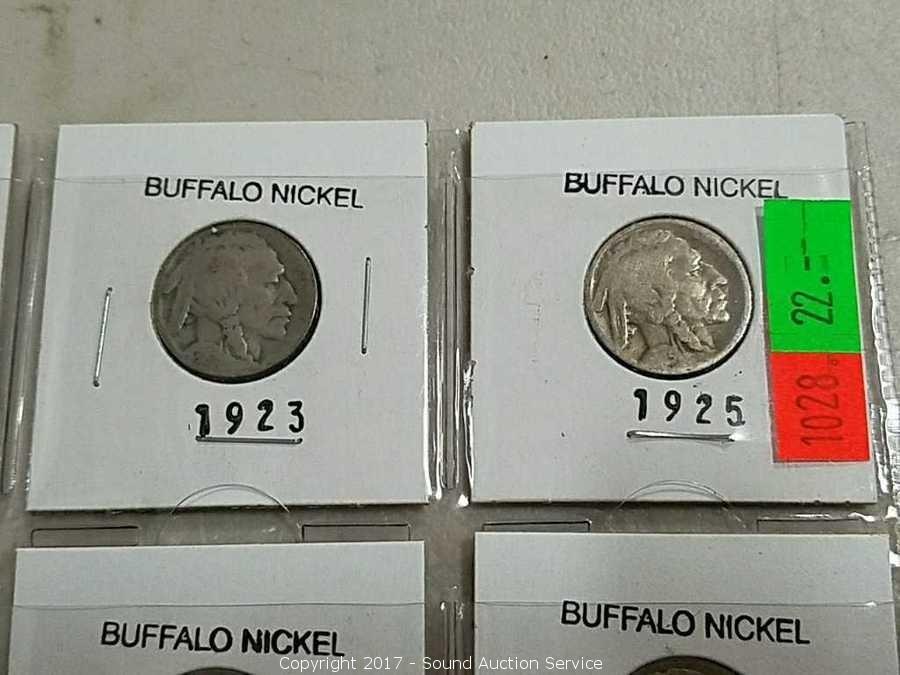 BUFFALO NICKEL
1923
BUFFALO NICKEL
1925
22.--
1028.
BUFFALO NICKEL
BUFFALO NICKEL
Copyright 2017 - Sound Auction Service